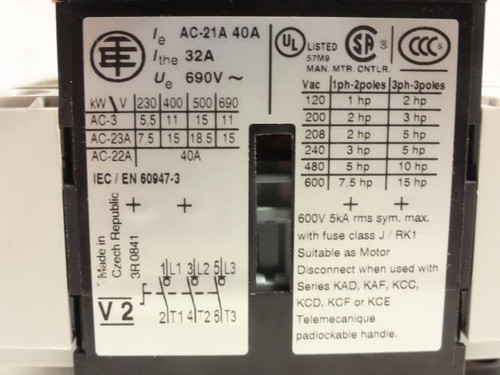 Ie AC-21A 40A
Ithe 32A
Ue 690V ~
kW \ V 230 400 500 690
AC-3 5.5 11 15 11
AC-23A 7.5 15 18.5 15
AC-22A 40A
IEC / EN 60947-3
+ +
Made in
Czech Republic
3R 0841
1 L1 3 L2 5 L3
V 2
2 T1 4 T2 6 T3
UL LISTED
57M9
MAN. MTR. CNTLR.
SA
CCC
Vac 1ph-2poles 3ph-3poles
120 1 hp 2 hp
200 2 hp 3 hp
208 2 hp 5 hp
240 3 hp 5 hp
480 5 hp 10 hp
600 7,5 hp 15 hp
+ +
600V 5kA rms sym. max.
with fuse class J / RK1
Suitable as Motor
Disconnect when used with
Series KAD, KAF, KCC,
KCD, KCF or KCE
Telemecanique
padlockable handle.